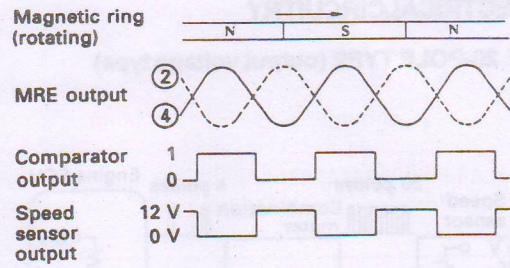 Magnetic ring
(rotating)
N S N
MRE output
2
4
Comparator
output
1
0
Speed
sensor
output
12 V
0 V